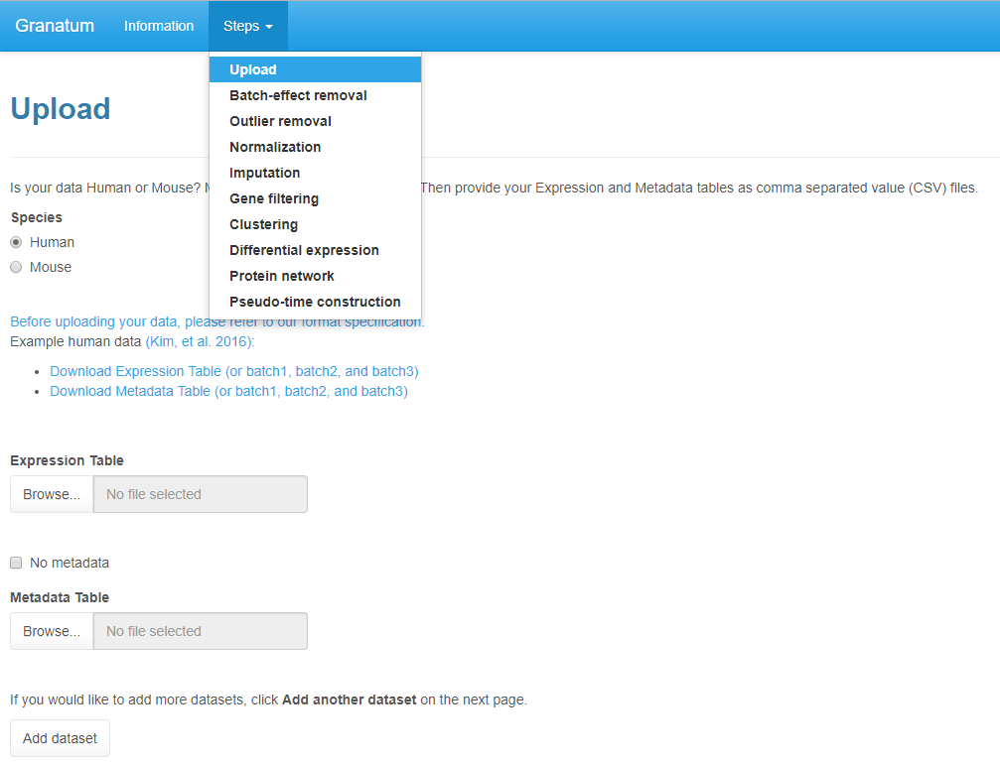 Granatum Information Steps
Upload
Batch-effect removal
Outlier removal
Normalization
Imputation
Gene filtering
Clustering
Differential expression
Protein network
Pseudo-time construction
Upload
Is your data Human or Mouse? Then provide your Expression and Metadata tables as comma separated value (CSV) files.
Species
Human
Mouse
Before uploading your data, please refer to our format specification.
Example human data (Kim, et al. 2016):
Download Expression Table (or batch1, batch2, and batch3)
Download Metadata Table (or batch1, batch2, and batch3)
Expression Table
Browse... No file selected
No metadata
Metadata Table
Browse... No file selected
If you would like to add more datasets, click Add another dataset on the next page.
Add dataset